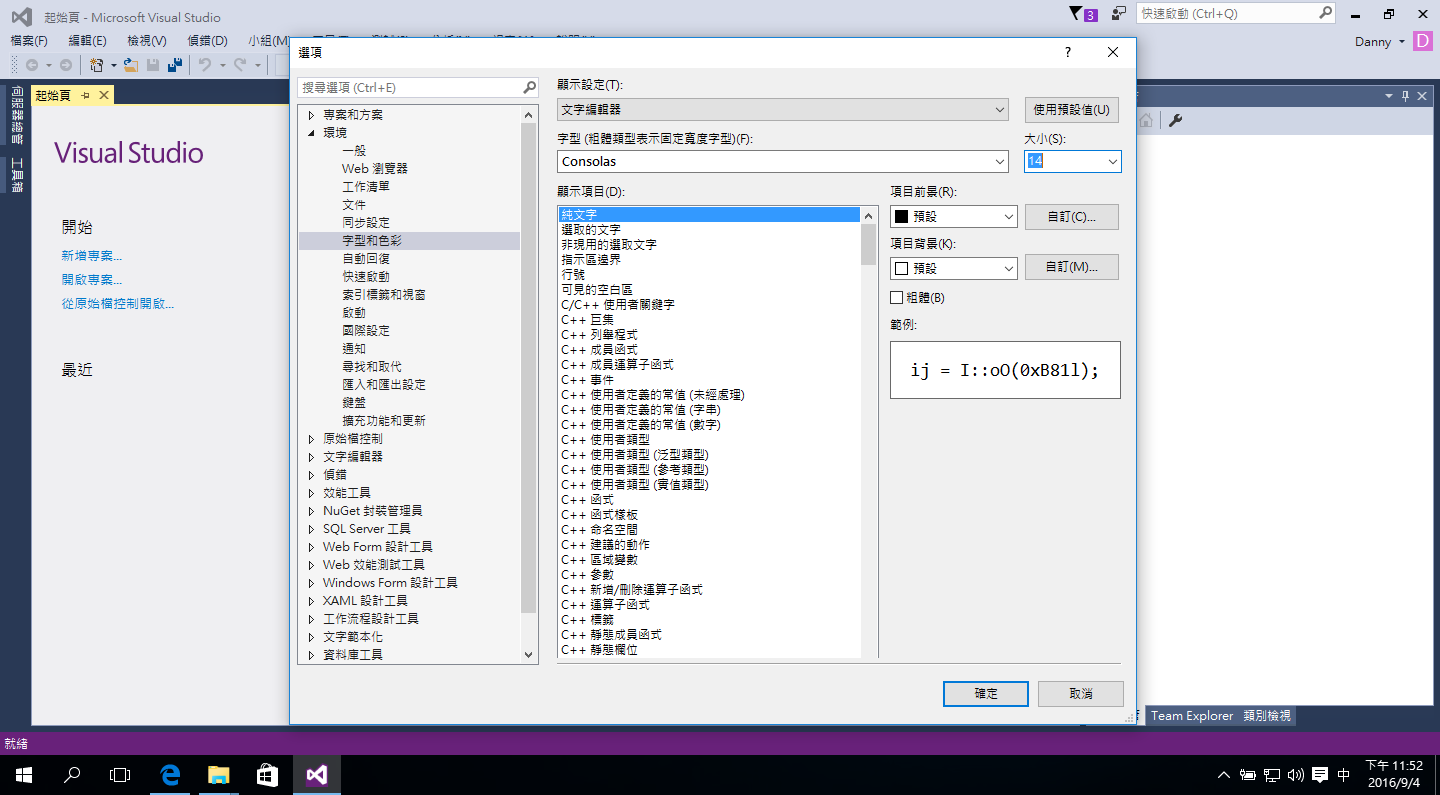 起始頁 - Microsoft Visual Studio
3
快速啟動 (Ctrl+Q)
檔案(F) 編輯(E) 檢視(V) 偵錯(D) 小組(M)
Danny D
選項
?
搜尋選項 (Ctrl+E)
專案和方案
環境
一般
Web 瀏覽器
工作清單
文件
同步設定
字型和色彩
自動回復
快速啟動
索引標籤和視窗
啟動
國際設定
通知
尋找和取代
匯入和匯出設定
鍵盤
擴充功能和更新
原始檔控制
文字編輯器
偵錯
效能工具
NuGet 封裝管理員
SQL Server 工具
Web Form 設計工具
Web 效能測試工具
Windows Form 設計工具
XAML 設計工具
工作流程設計工具
文字範本化
資料庫工具
顯示設定(T):
文字編輯器
使用預設值(U)
字型 (粗體類型表示固定寬度字型)(F):
大小(S):
Consolas
14
顯示項目(D):
純文字
選取的文字
非現用的選取文字
指示區邊界
行號
可見的空白區
C/C++ 使用者關鍵字
C++ 巨集
C++ 列舉程式
C++ 成員函式
C++ 成員運算子函式
C++ 事件
C++ 使用者定義的常值 (未經處理)
C++ 使用者定義的常值 (字串)
C++ 使用者定義的常值 (數字)
C++ 使用者類型
C++ 使用者類型 (泛型類型)
C++ 使用者類型 (參考類型)
C++ 使用者類型 (實值類型)
C++ 函式
C++ 函式樣板
C++ 命名空間
C++ 建議的動作
C++ 區域變數
C++ 參數
C++ 新增/刪除運算子函式
C++ 運算子函式
C++ 標籤
C++ 靜態成員函式
C++ 靜態欄位
項目前景(R):
預設
自訂(C)...
項目背景(K):
預設
自訂(M)...
粗體(B)
範例:
ij = I::oO(0xB81l);
確定
取消
伺服器總管
工具箱
起始頁
Visual Studio
開始
新增專案...
開啟專案...
從原始檔控制開啟...
最近
Team Explorer 類別檢視
就緒
中
下午 11:52
2016/9/4